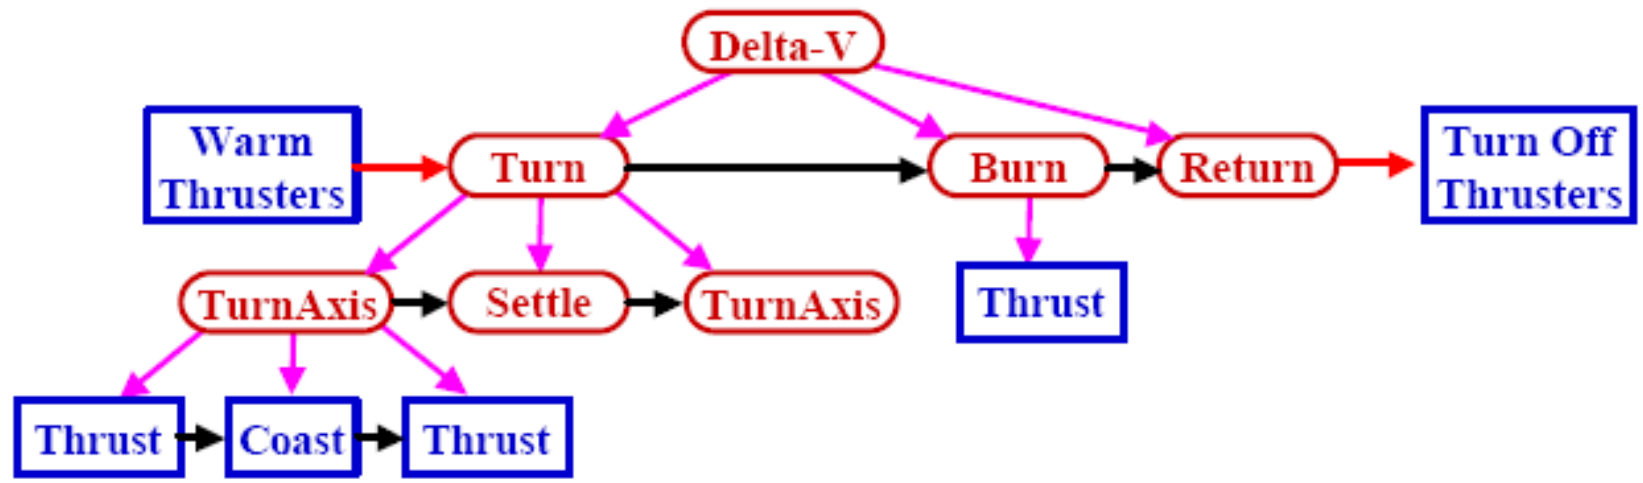 Delta-V
Warm
Thrusters
Turn
Burn
Return
Turn Off
Thrusters
TurnAxis
Settle
TurnAxis
Thrust
Thrust
Coast
Thrust